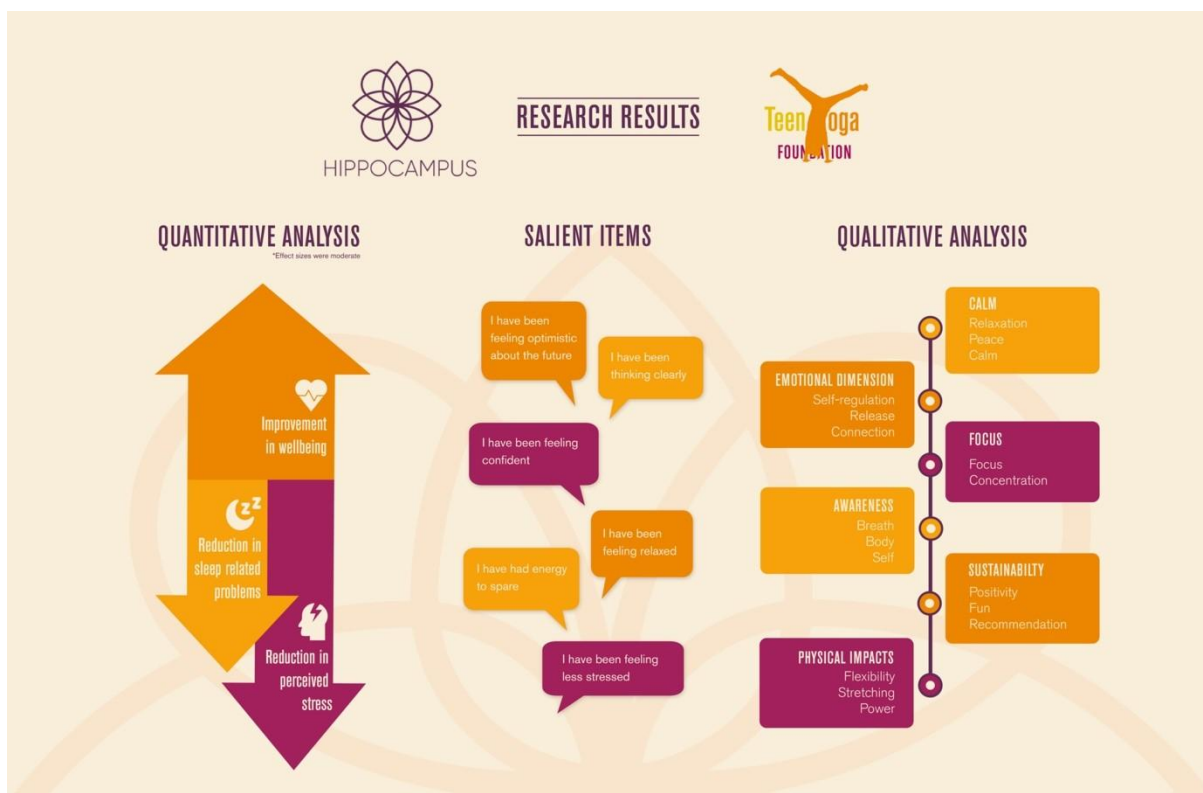 HIPPOCAMPUS
RESEARCH RESULTS
Teen Yoga
FOUNDATION
QUANTITATIVE ANALYSIS
*Effect sizes were moderate
Improvement
in wellbeing
zz
Reduction in
sleep related
problems
Reduction in
perceived
stress
SALIENT ITEMS
I have been
feeling optimistic
about the future
I have been
thinking clearly
I have been feeling
confident
I have been
feeling relaxed
I have had energy
to spare
I have been feeling
less stressed
QUALITATIVE ANALYSIS
CALM
Relaxation
Peace
Calm
EMOTIONAL DIMENSION
Self-regulation
Release
Connection
FOCUS
Focus
Concentration
AWARENESS
Breath
Body
Self
SUSTAINABILTY
Positivity
Fun
Recommendation
PHYSICAL IMPACTS
Flexibility
Stretching
Power